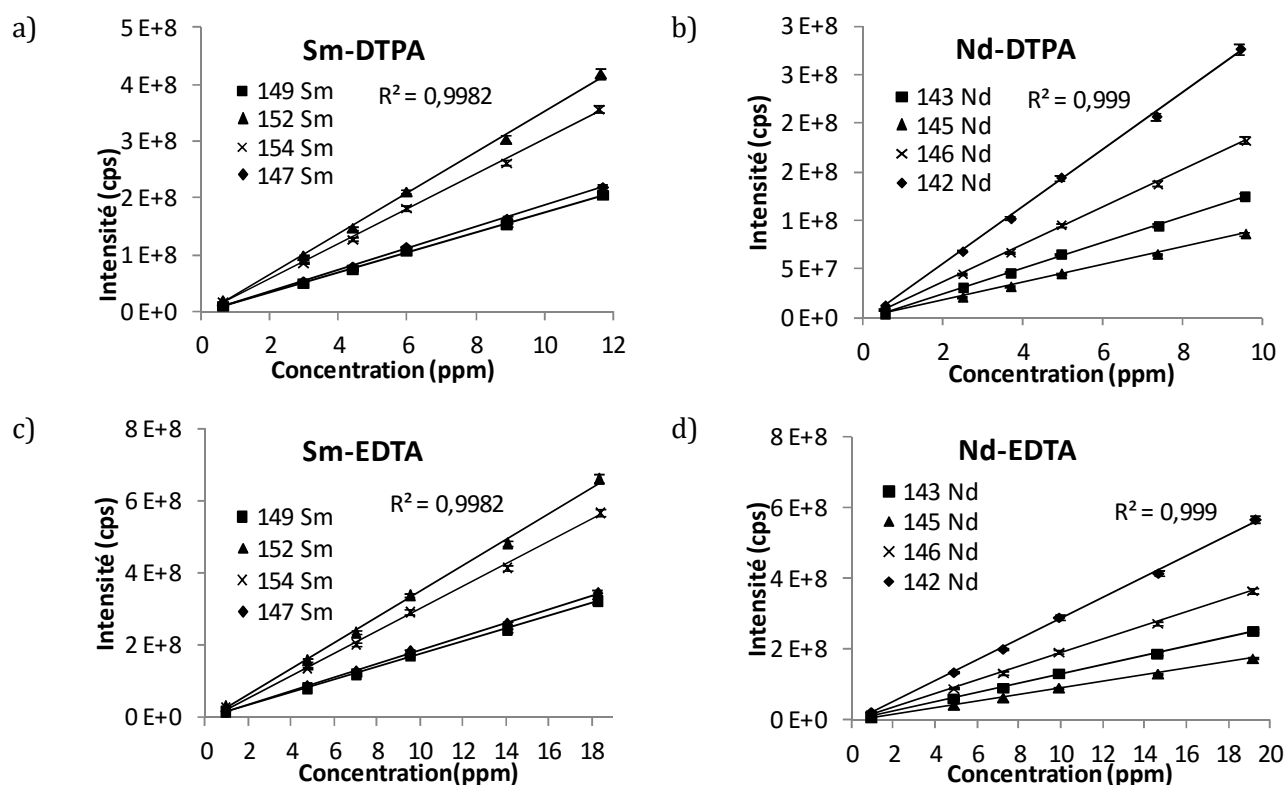 a)
Sm-DTPA
149 Sm
152 Sm
154 Sm
147 Sm
R² = 0,9982
5 E+8
4 E+8
3 E+8
2 E+8
1 E+8
0 E+0
Intensité (cps)
0 2 4 6 8 10 12
Concentration (ppm)
b)
Nd-DTPA
143 Nd
145 Nd
146 Nd
142 Nd
R² = 0,999
3 E+8
3 E+8
2 E+8
2 E+8
1 E+8
5 E+7
0 E+0
Intensité (cps)
0 2 4 6 8 10
Concentration (ppm)
c)
Sm-EDTA
149 Sm
152 Sm
154 Sm
147 Sm
R² = 0,9982
8 E+8
6 E+8
4 E+8
2 E+8
0 E+0
Intensité (cps)
0 2 4 6 8 10 12 14 16 18
Concentration(ppm)
d)
Nd-EDTA
143 Nd
145 Nd
146 Nd
142 Nd
R² = 0,999
8 E+8
6 E+8
4 E+8
2 E+8
0 E+0
Intensité (cps)
0 2 4 6 8 10 12 14 16 18 20
Concentration (ppm)